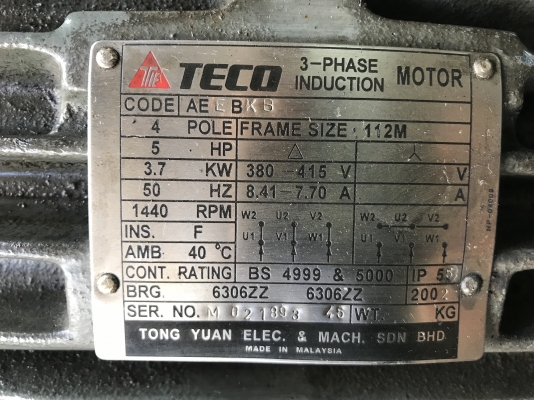 TECO 3-PHASE INDUCTION MOTOR
CODE AEEBKB
4 POLE FRAME SIZE 112M
5 HP △ 人
3.7 KW 380-415 V V
50 HZ 8.41-7.70 A A
1440 RPM W2 U2 V2 W2 U2 V2
INS. F U1 V1 W1 U1 V1 W1
AMB 40 °C
CONT. RATING BS 4999 & 5000 IP
BRG. 6306ZZ 6306ZZ 2002
SER. NO. M WT. KG
TONG YUAN ELEC. & MACH. SDN BHD
MADE IN MALAYSIA